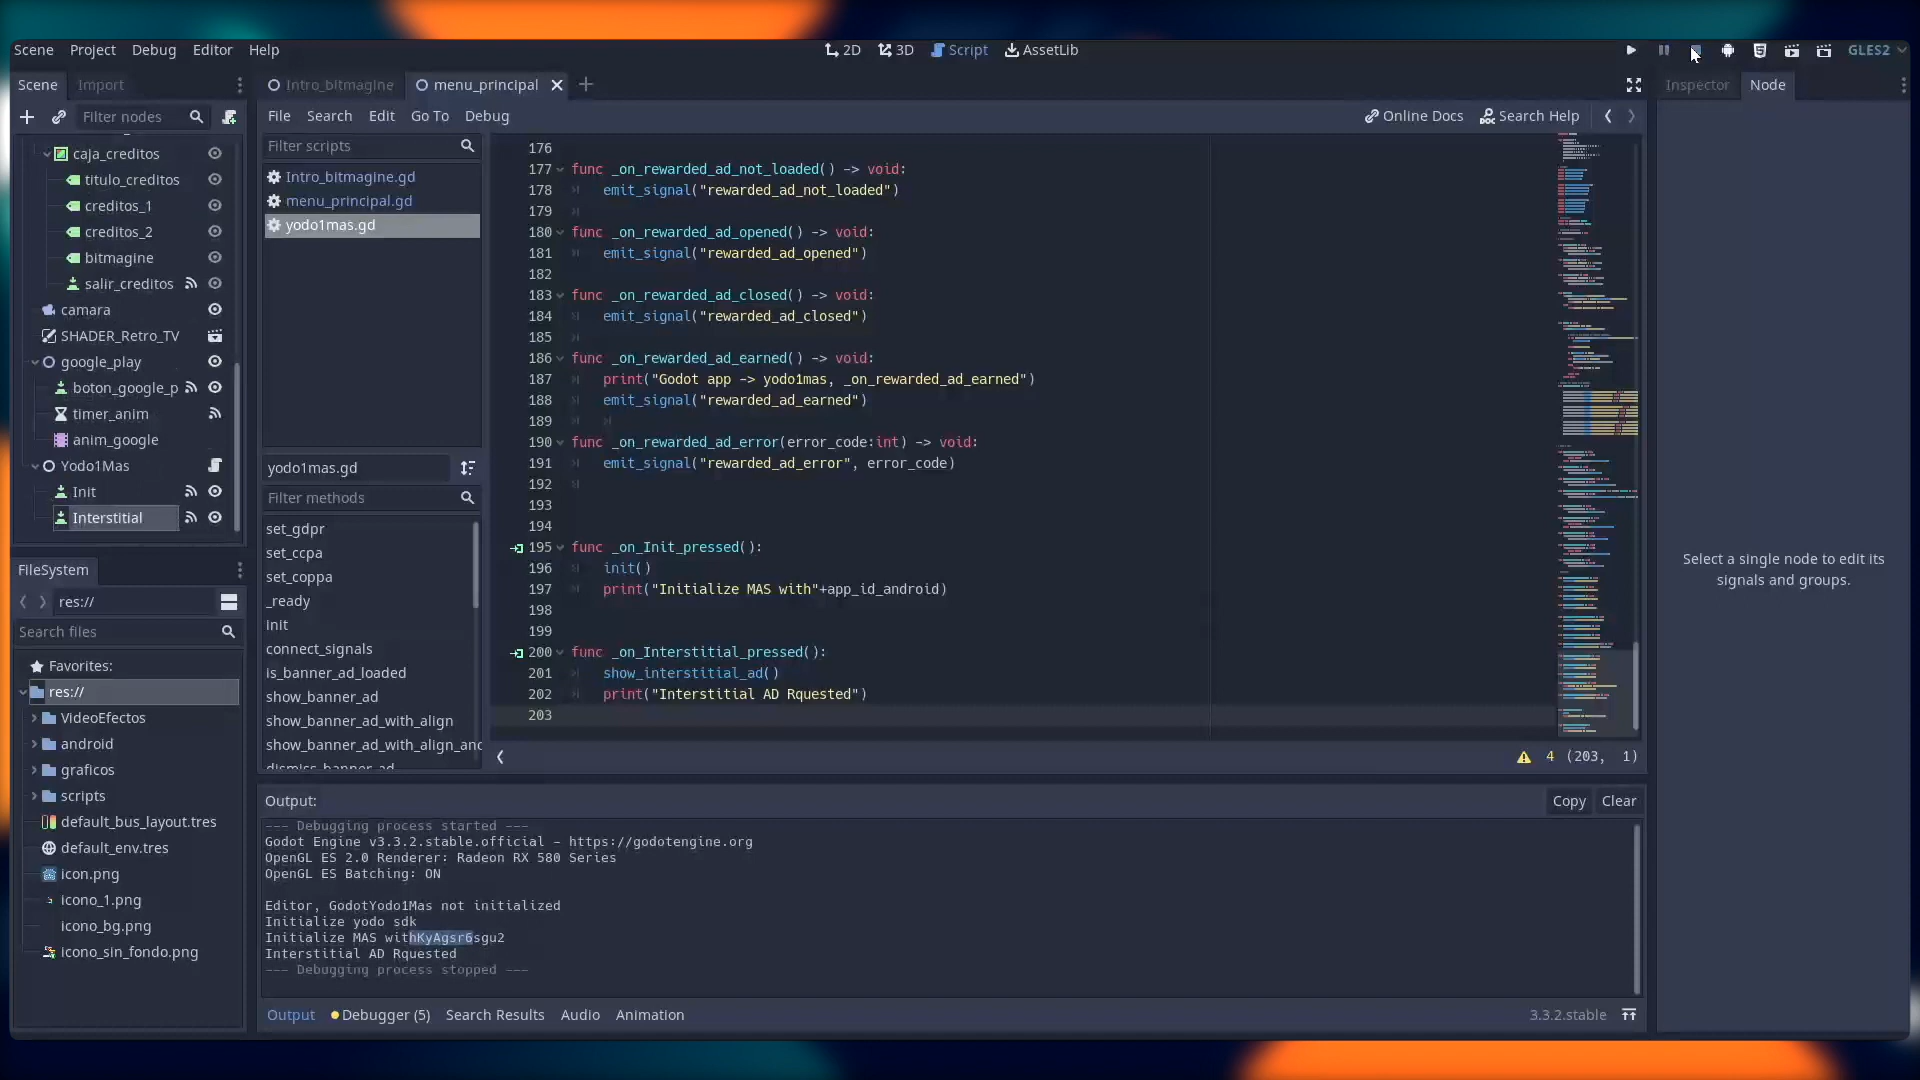 Scene Project Debug Editor Help
2D 3D Script AssetLib
GLES2
Scene Import
Filter nodes
caja_creditos
titulo_creditos
creditos_1
creditos_2
bitmagine
salir_creditos
camara
SHADER_Retro_TV
google_play
boton_google_p
timer_anim
anim_google
Yodo1Mas
Init
Interstitial
FileSystem
res://
Search files
Favorites:
res://
VideoEfectos
android
graficos
scripts
default_bus_layout.tres
default_env.tres
icon.png
icono_1.png
icono_bg.png
icono_sin_fondo.png
Intro_bitmagine menu_principal
File Search Edit Go To Debug
Online Docs Search Help
Filter scripts
Intro_bitmagine.gd
menu_principal.gd
yodo1mas.gd
yodo1mas.gd
Filter methods
set_gdpr
set_ccpa
set_coppa
_ready
init
connect_signals
is_banner_ad_loaded
show_banner_ad
show_banner_ad_with_align
show_banner_ad_with_align_and
dismiss_banner_ad
176
177 func _on_rewarded_ad_not_loaded() -> void:
178 emit_signal("rewarded_ad_not_loaded")
179
180 func _on_rewarded_ad_opened() -> void:
181 emit_signal("rewarded_ad_opened")
182
183 func _on_rewarded_ad_closed() -> void:
184 emit_signal("rewarded_ad_closed")
185
186 func _on_rewarded_ad_earned() -> void:
187 print("Godot app -> yodo1mas, _on_rewarded_ad_earned")
188 emit_signal("rewarded_ad_earned")
189
190 func _on_rewarded_ad_error(error_code:int) -> void:
191 emit_signal("rewarded_ad_error", error_code)
192
193
194
195 func _on_Init_pressed():
196 init()
197 print("Initialize MAS with"+app_id_android)
198
199
200 func _on_Interstitial_pressed():
201 show_interstitial_ad()
202 print("Interstitial AD Rquested")
203
4 (203, 1)
Output:
Copy Clear
--- Debugging process started ---
Godot Engine v3.3.2.stable.official - https://godotengine.org
OpenGL ES 2.0 Renderer: Radeon RX 580 Series
OpenGL ES Batching: ON
Editor, GodotYodo1Mas not initialized
Initialize yodo sdk
Initialize MAS withKyAgsr6sgu2
Interstitial AD Rquested
--- Debugging process stopped ---
Output Debugger (5) Search Results Audio Animation
3.3.2.stable
Inspector Node
Select a single node to edit its
signals and groups.